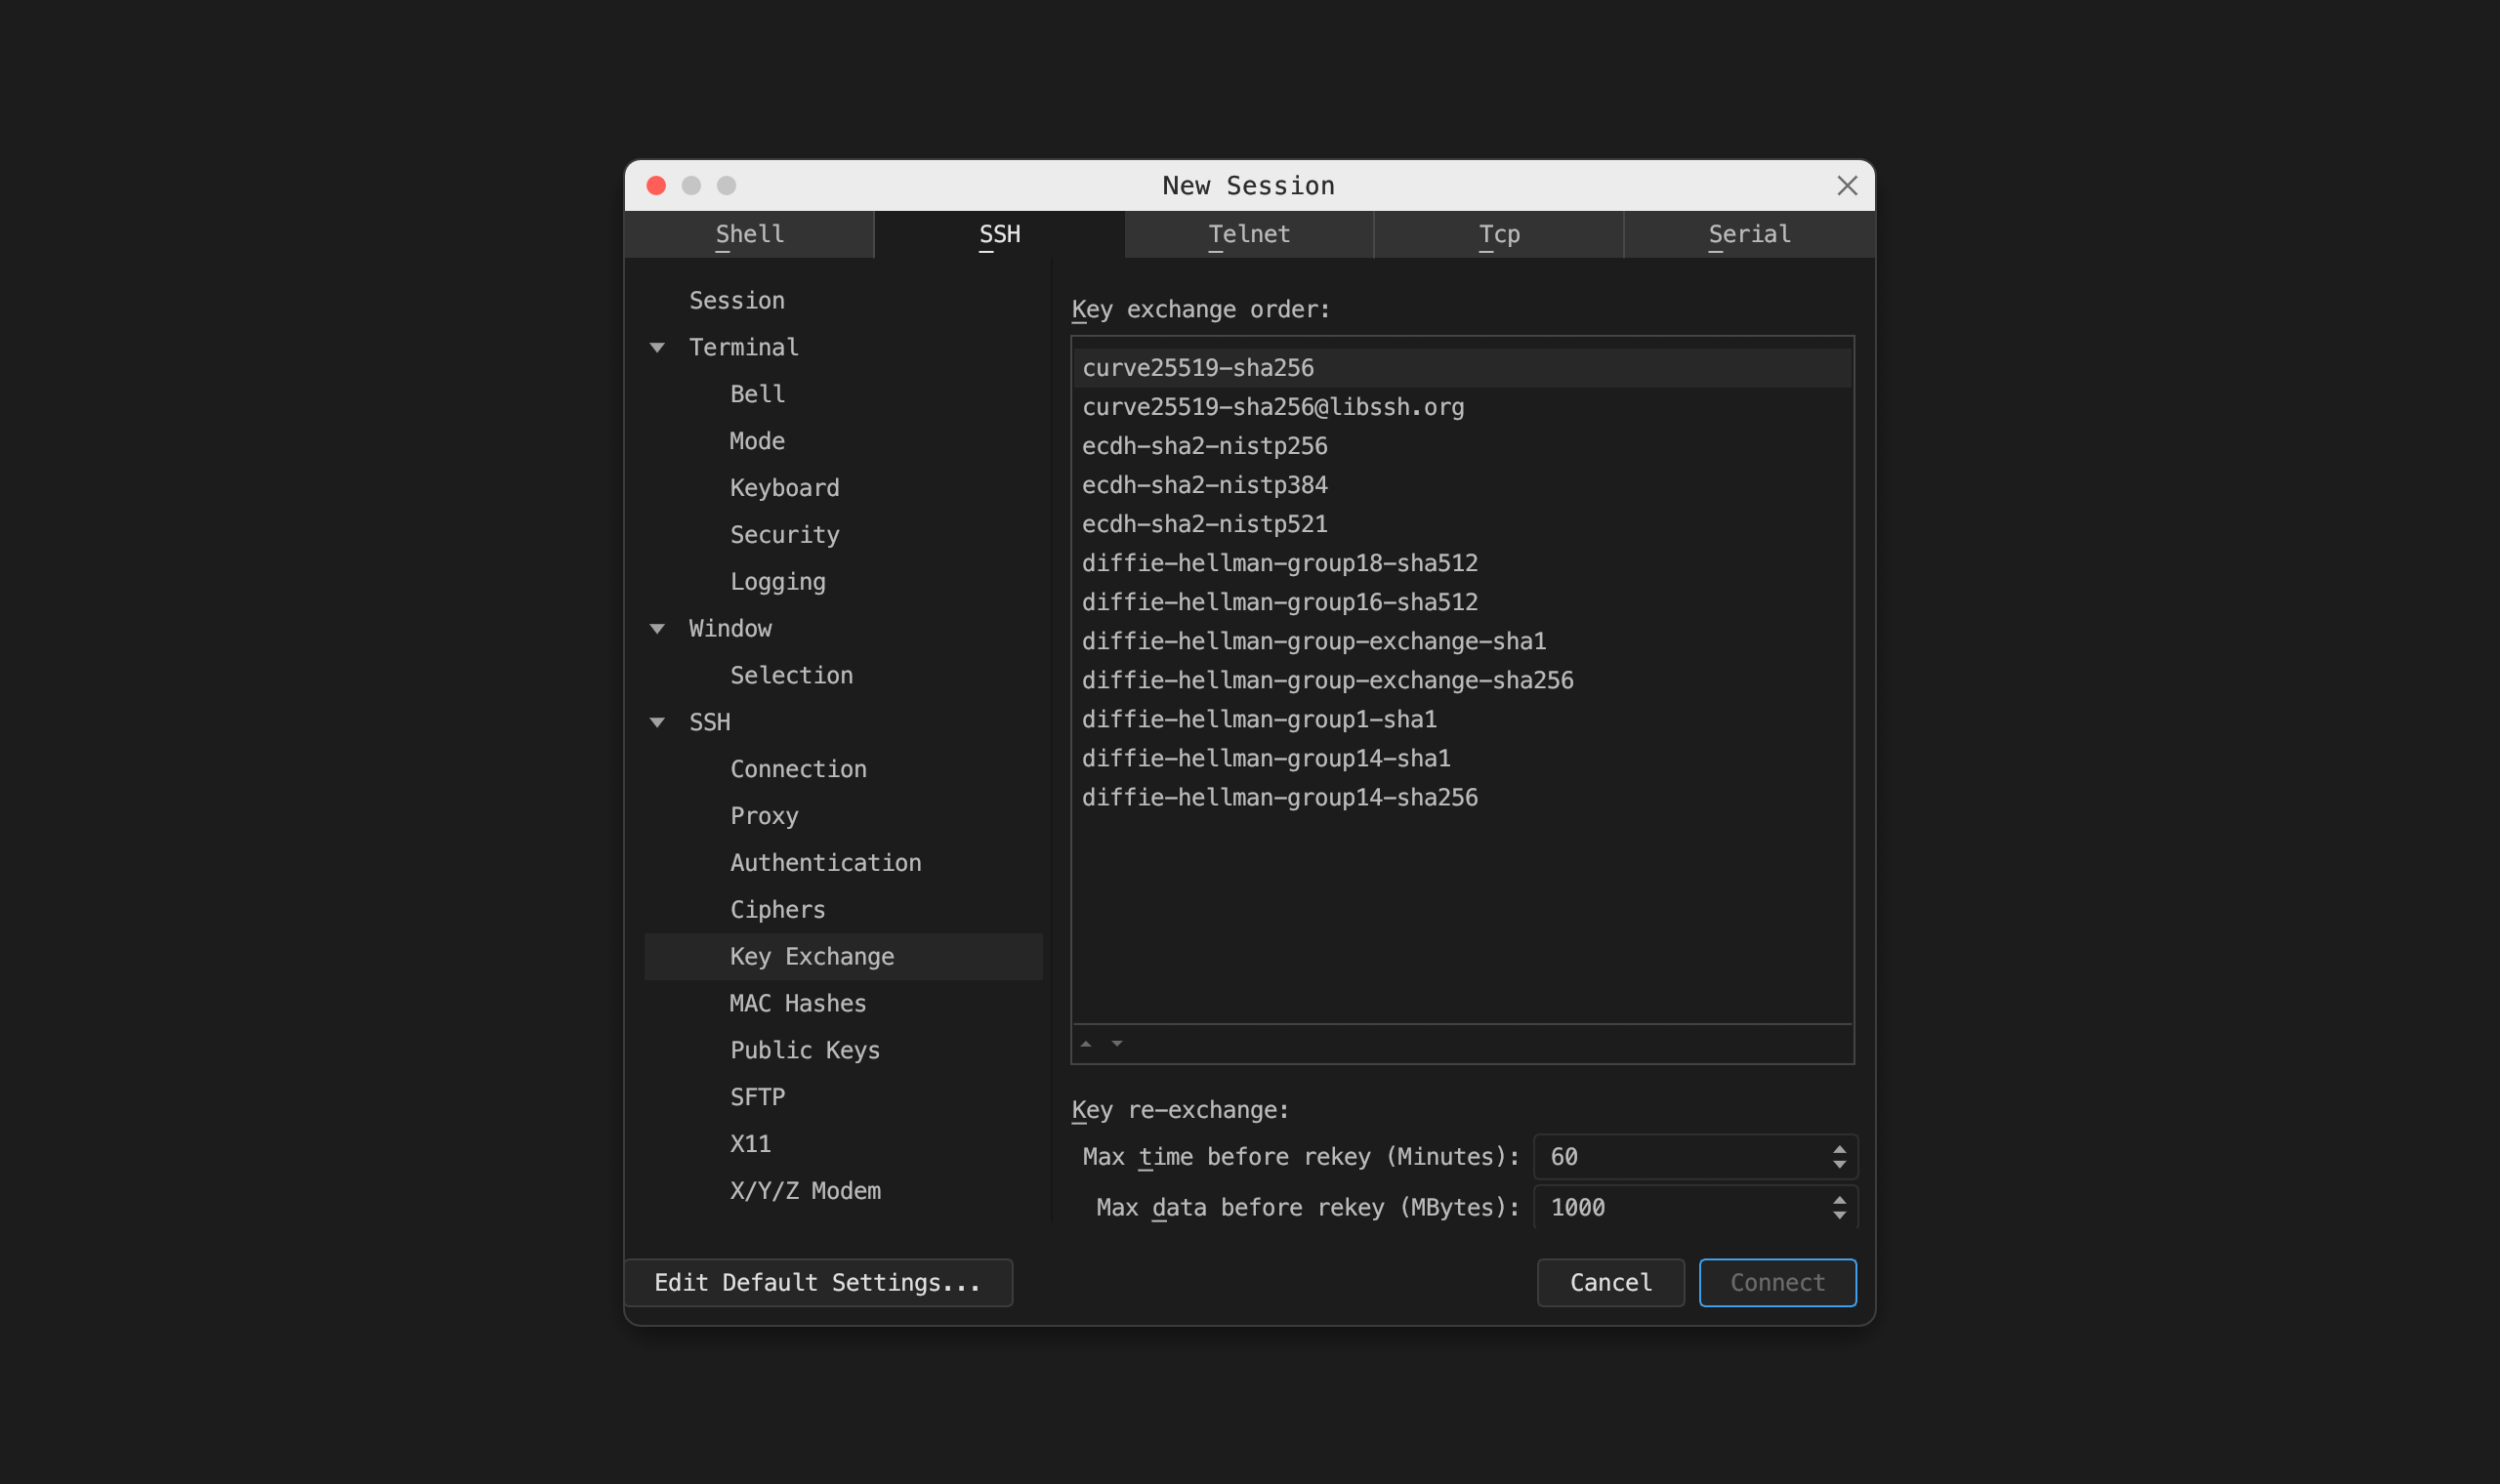 New Session
Shell
SSH
Telnet
Tcp
Serial
Session
Terminal
Bell
Mode
Keyboard
Security
Logging
Window
Selection
SSH
Connection
Proxy
Authentication
Ciphers
Key Exchange
MAC Hashes
Public Keys
SFTP
X11
X/Y/Z Modem
Key exchange order:
curve25519-sha256
curve25519-sha256@libssh.org
ecdh-sha2-nistp256
ecdh-sha2-nistp384
ecdh-sha2-nistp521
diffie-hellman-group18-sha512
diffie-hellman-group16-sha512
diffie-hellman-group-exchange-sha1
diffie-hellman-group-exchange-sha256
diffie-hellman-group1-sha1
diffie-hellman-group14-sha1
diffie-hellman-group14-sha256
Key re-exchange:
Max time before rekey (Minutes): 60
Max data before rekey (MBytes): 1000
Edit Default Settings...
Cancel
Connect